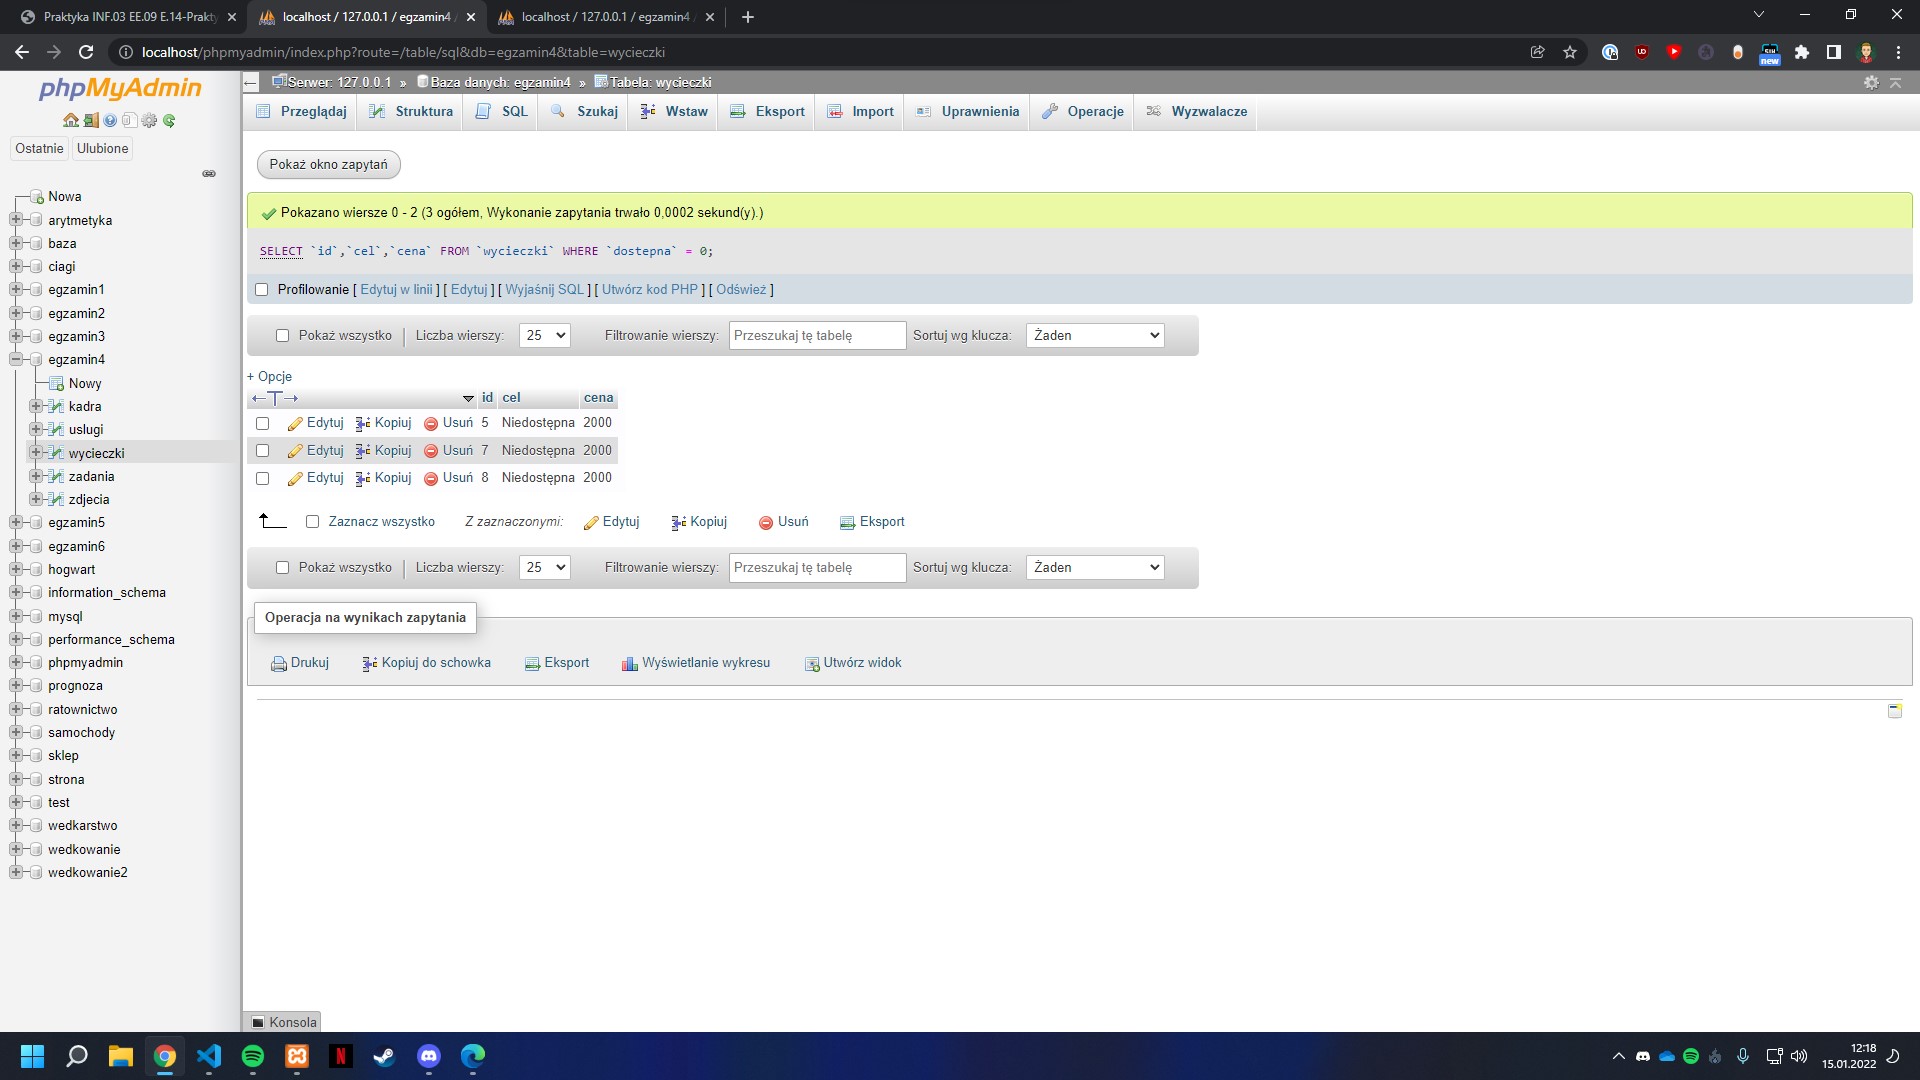 Praktyka INF.03 EE.09 E.14-Prakty
localhost / 127.0.0.1 / egzamin4
localhost / 127.0.0.1 / egzamin4
localhost/phpmyadmin/index.php?route=/table/sql&db=egzamin4&table=wycieczki
new
phpMyAdmin
Ostatnie
Ulubione
Nowa
arytmetyka
baza
ciagi
egzamin1
egzamin2
egzamin3
egzamin4
Nowy
kadra
uslugi
wycieczki
zadania
zdjecia
egzamin5
egzamin6
hogwart
information_schema
mysql
performance_schema
phpmyadmin
prognoza
ratownictwo
samochody
sklep
strona
test
wedkarstwo
wedkowanie
wedkowanie2
Serwer: 127.0.0.1 » Baza danych: egzamin4 » Tabela: wycieczki
Przeglądaj Struktura SQL Szukaj Wstaw Eksport Import Uprawnienia Operacje Wyzwalacze
Pokaż okno zapytań
Pokazano wiersze 0 - 2 (3 ogółem, Wykonanie zapytania trwało 0,0002 sekund(y).)
SELECT `id`,`cel`,`cena` FROM `wycieczki` WHERE `dostepna` = 0;
Profilowanie [ Edytuj w linii ] [ Edytuj ] [ Wyjaśnij SQL ] [ Utwórz kod PHP ] [ Odśwież ]
Pokaż wszystko Liczba wierszy: 25 Filtrowanie wierszy: Przeszukaj tę tabelę Sortuj wg klucza: Żaden
+ Opcje
←T→ id cel cena
Edytuj Kopiuj Usuń 5 Niedostępna 2000
Edytuj Kopiuj Usuń 7 Niedostępna 2000
Edytuj Kopiuj Usuń 8 Niedostępna 2000
Zaznacz wszystko Z zaznaczonymi: Edytuj Kopiuj Usuń Eksport
Pokaż wszystko Liczba wierszy: 25 Filtrowanie wierszy: Przeszukaj tę tabelę Sortuj wg klucza: Żaden
Operacja na wynikach zapytania
Drukuj Kopiuj do schowka Eksport Wyświetlanie wykresu Utwórz widok
Konsola
12:18
15.01.2022